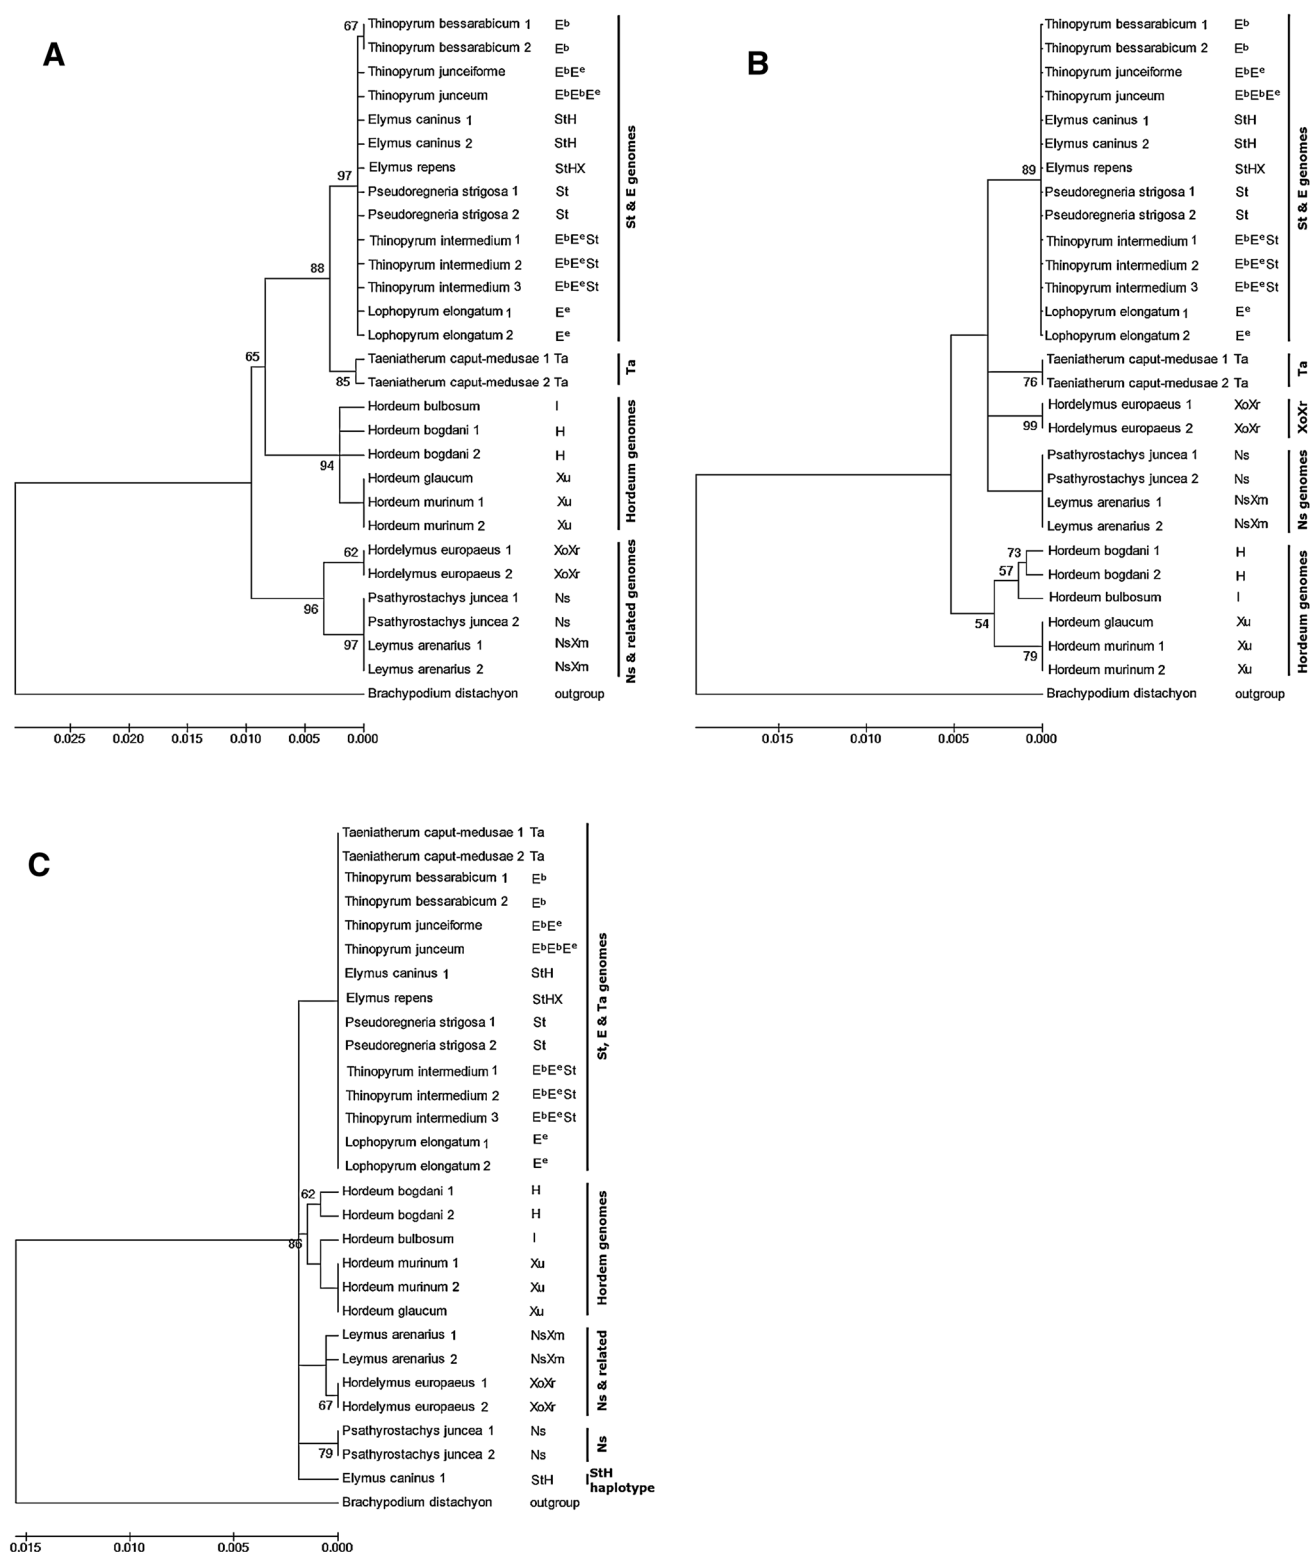 A
67
Thinopyrum bessarabicum 1 Eᵇ
Thinopyrum bessarabicum 2 Eᵇ
Thinopyrum junceiforme EᵇEᵉ
Thinopyrum junceum EᵇEᵇEᵉ
Elymus caninus 1 StH
Elymus caninus 2 StH
Elymus repens StHX
97
Pseudoregneria strigosa 1 St
Pseudoregneria strigosa 2 St
Thinopyrum intermedium 1 EᵇEᵉSt
Thinopyrum intermedium 2 EᵇEᵉSt
88
Thinopyrum intermedium 3 EᵇEᵉSt
Lophopyrum elongatum 1 Eᵉ
Lophopyrum elongatum 2 Eᵉ
St & E genomes
65
Taeniatherum caput-medusae 1 Ta
85
Taeniatherum caput-medusae 2 Ta
Ta
Hordeum bulbosum I
Hordeum bogdani 1 H
Hordeum bogdani 2 H
94
Hordeum glaucum Xu
Hordeum murinum 1 Xu
Hordeum murinum 2 Xu
Hordeum genomes
62
Hordelymus europaeus 1 XoXr
Hordelymus europaeus 2 XoXr
96
Psathyrostachys juncea 1 Ns
Psathyrostachys juncea 2 Ns
97
Leymus arenarius 1 NsXm
Leymus arenarius 2 NsXm
Ns & related genomes
Brachypodium distachyon outgroup
0.025 0.020 0.015 0.010 0.005 0.000
B
Thinopyrum bessarabicum 1 Eᵇ
Thinopyrum bessarabicum 2 Eᵇ
Thinopyrum junceiforme EᵇEᵉ
Thinopyrum junceum EᵇEᵇEᵉ
Elymus caninus 1 StH
Elymus caninus 2 StH
89
Elymus repens StHX
Pseudoregneria strigosa 1 St
Pseudoregneria strigosa 2 St
Thinopyrum intermedium 1 EᵇEᵉSt
Thinopyrum intermedium 2 EᵇEᵉSt
Thinopyrum intermedium 3 EᵇEᵉSt
Lophopyrum elongatum 1 Eᵉ
Lophopyrum elongatum 2 Eᵉ
St & E genomes
Taeniatherum caput-medusae 1 Ta
76
Taeniatherum caput-medusae 2 Ta
Ta
Hordelymus europaeus 1 XoXr
99
Hordelymus europaeus 2 XoXr
XoXr
Psathyrostachys juncea 1 Ns
Psathyrostachys juncea 2 Ns
Leymus arenarius 1 NsXm
Leymus arenarius 2 NsXm
Ns genomes
73
Hordeum bogdani 1 H
57
Hordeum bogdani 2 H
Hordeum bulbosum I
54
Hordeum glaucum Xu
Hordeum murinum 1 Xu
79
Hordeum murinum 2 Xu
Hordeum genomes
Brachypodium distachyon outgroup
0.015 0.010 0.005 0.000
C
Taeniatherum caput-medusae 1 Ta
Taeniatherum caput-medusae 2 Ta
Thinopyrum bessarabicum 1 Eᵇ
Thinopyrum bessarabicum 2 Eᵇ
Thinopyrum junceiforme EᵇEᵉ
Thinopyrum junceum EᵇEᵇEᵉ
Elymus caninus 1 StH
Elymus repens StHX
Pseudoregneria strigosa 1 St
Pseudoregneria strigosa 2 St
Thinopyrum intermedium 1 EᵇEᵉSt
Thinopyrum intermedium 2 EᵇEᵉSt
Thinopyrum intermedium 3 EᵇEᵉSt
Lophopyrum elongatum 1 Eᵉ
Lophopyrum elongatum 2 Eᵉ
St, E & Ta genomes
62
Hordeum bogdani 1 H
Hordeum bogdani 2 H
86
Hordeum bulbosum I
Hordeum murinum 1 Xu
Hordeum murinum 2 Xu
Hordeum glaucum Xu
Hordem genomes
Leymus arenarius 1 NsXm
Leymus arenarius 2 NsXm
Hordelymus europaeus 1 XoXr
67
Hordelymus europaeus 2 XoXr
Ns & related
Psathyrostachys juncea 1 Ns
79
Psathyrostachys juncea 2 Ns
Ns
Elymus caninus 1 StH
StH
haplotype
Brachypodium distachyon outgroup
0.015 0.010 0.005 0.000